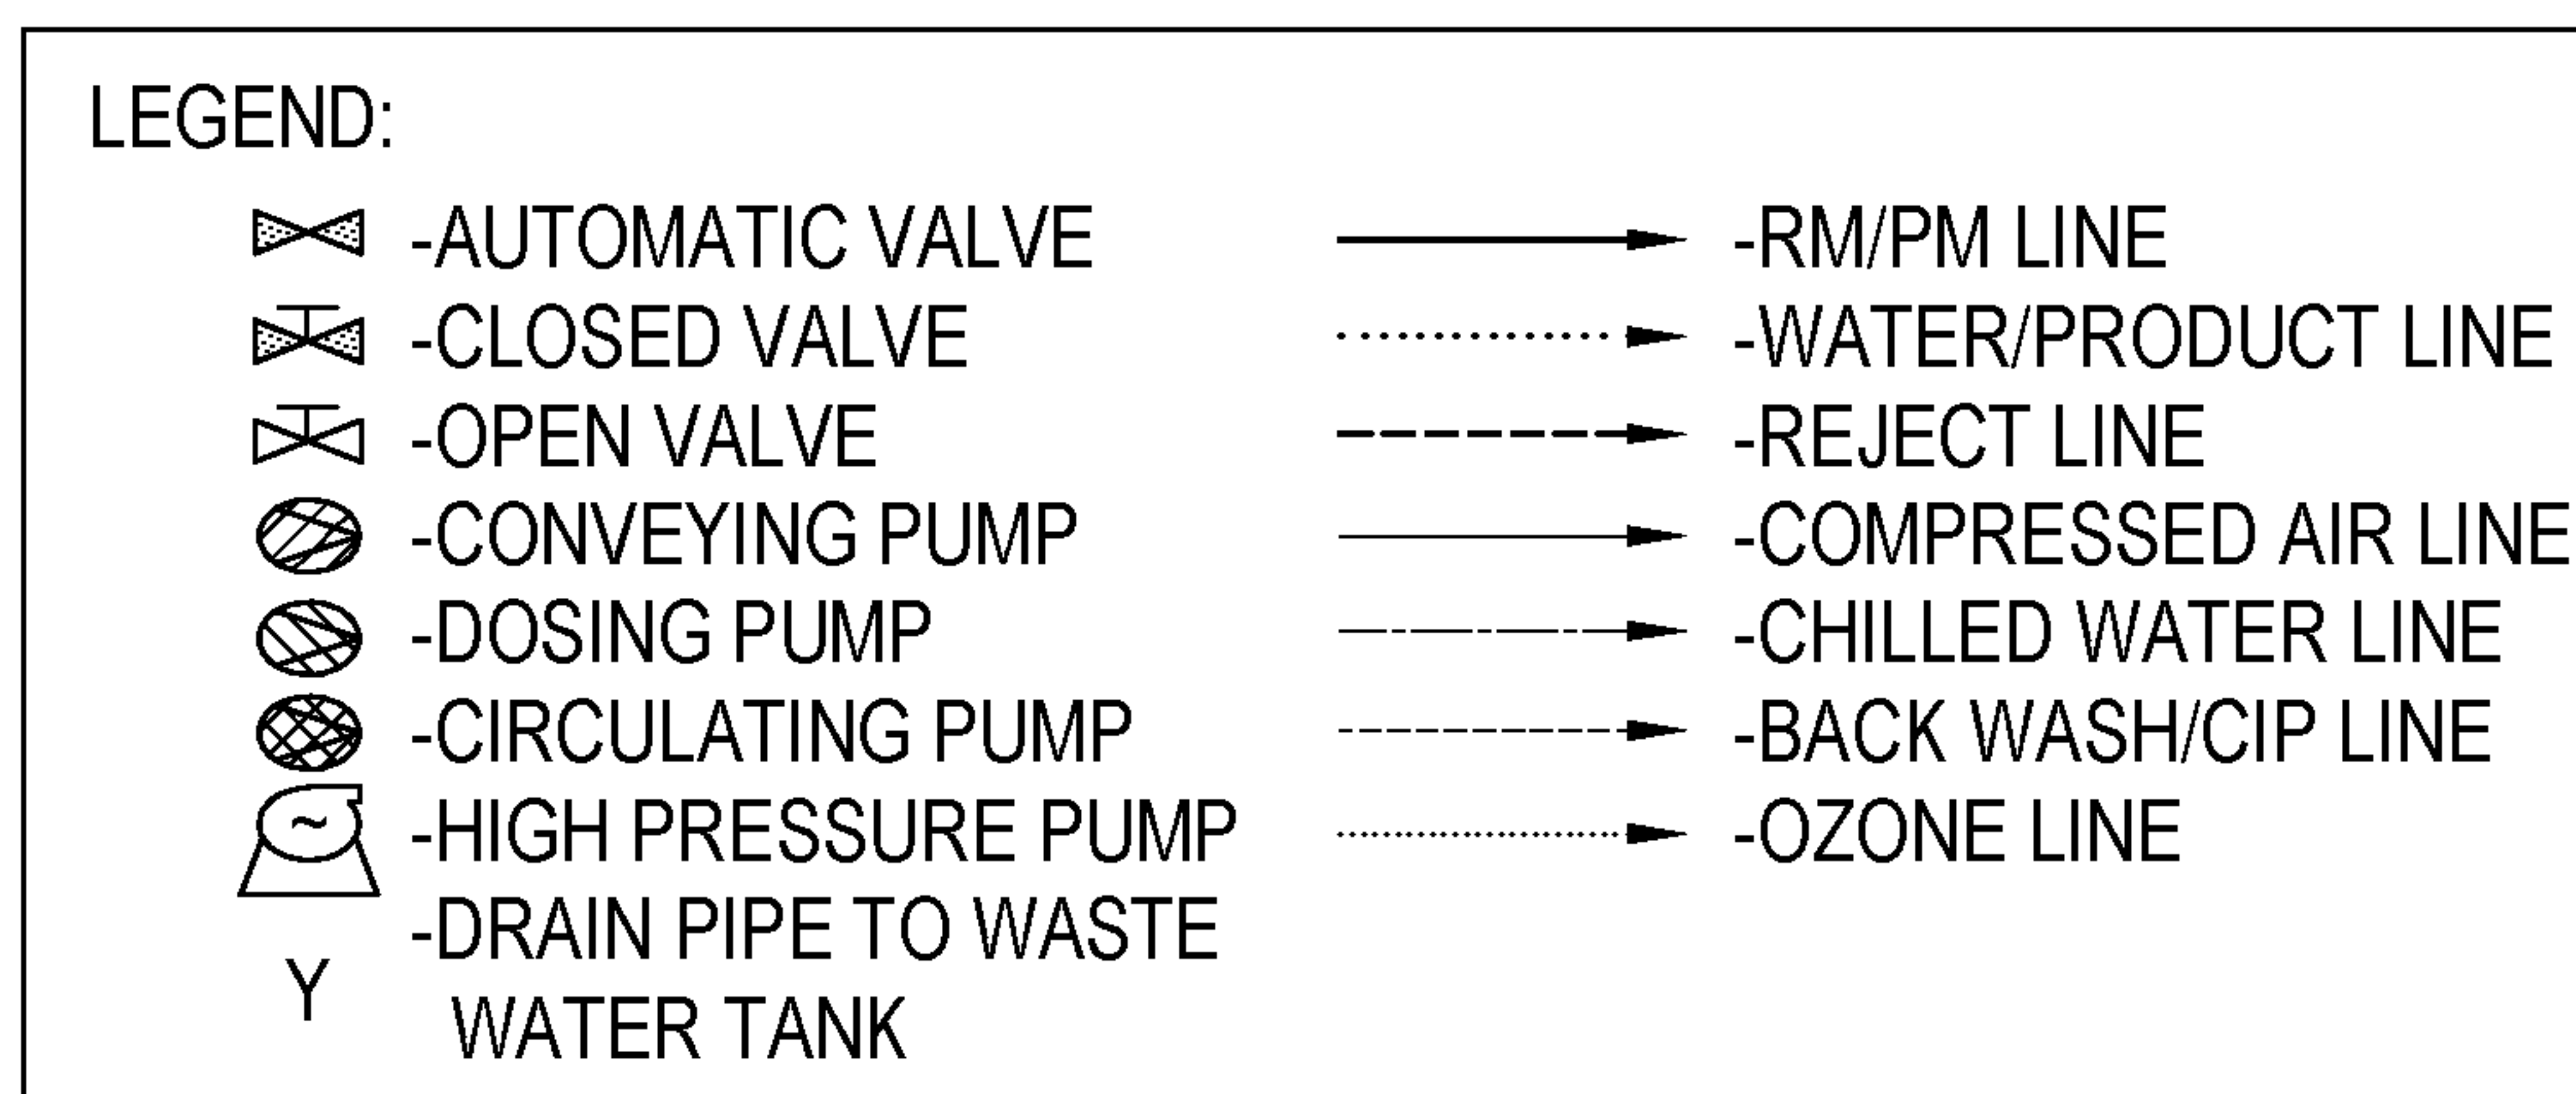 LEGEND:
-AUTOMATIC VALVE
-CLOSED VALVE
-OPEN VALVE
-CONVEYING PUMP
-DOSING PUMP
-CIRCULATING PUMP
~ -HIGH PRESSURE PUMP
-DRAIN PIPE TO WASTE
Y
WATER TANK
-RM/PM LINE
-WATER/PRODUCT LINE
-REJECT LINE
-COMPRESSED AIR LINE
-CHILLED WATER LINE
-BACK WASH/CIP LINE
-OZONE LINE